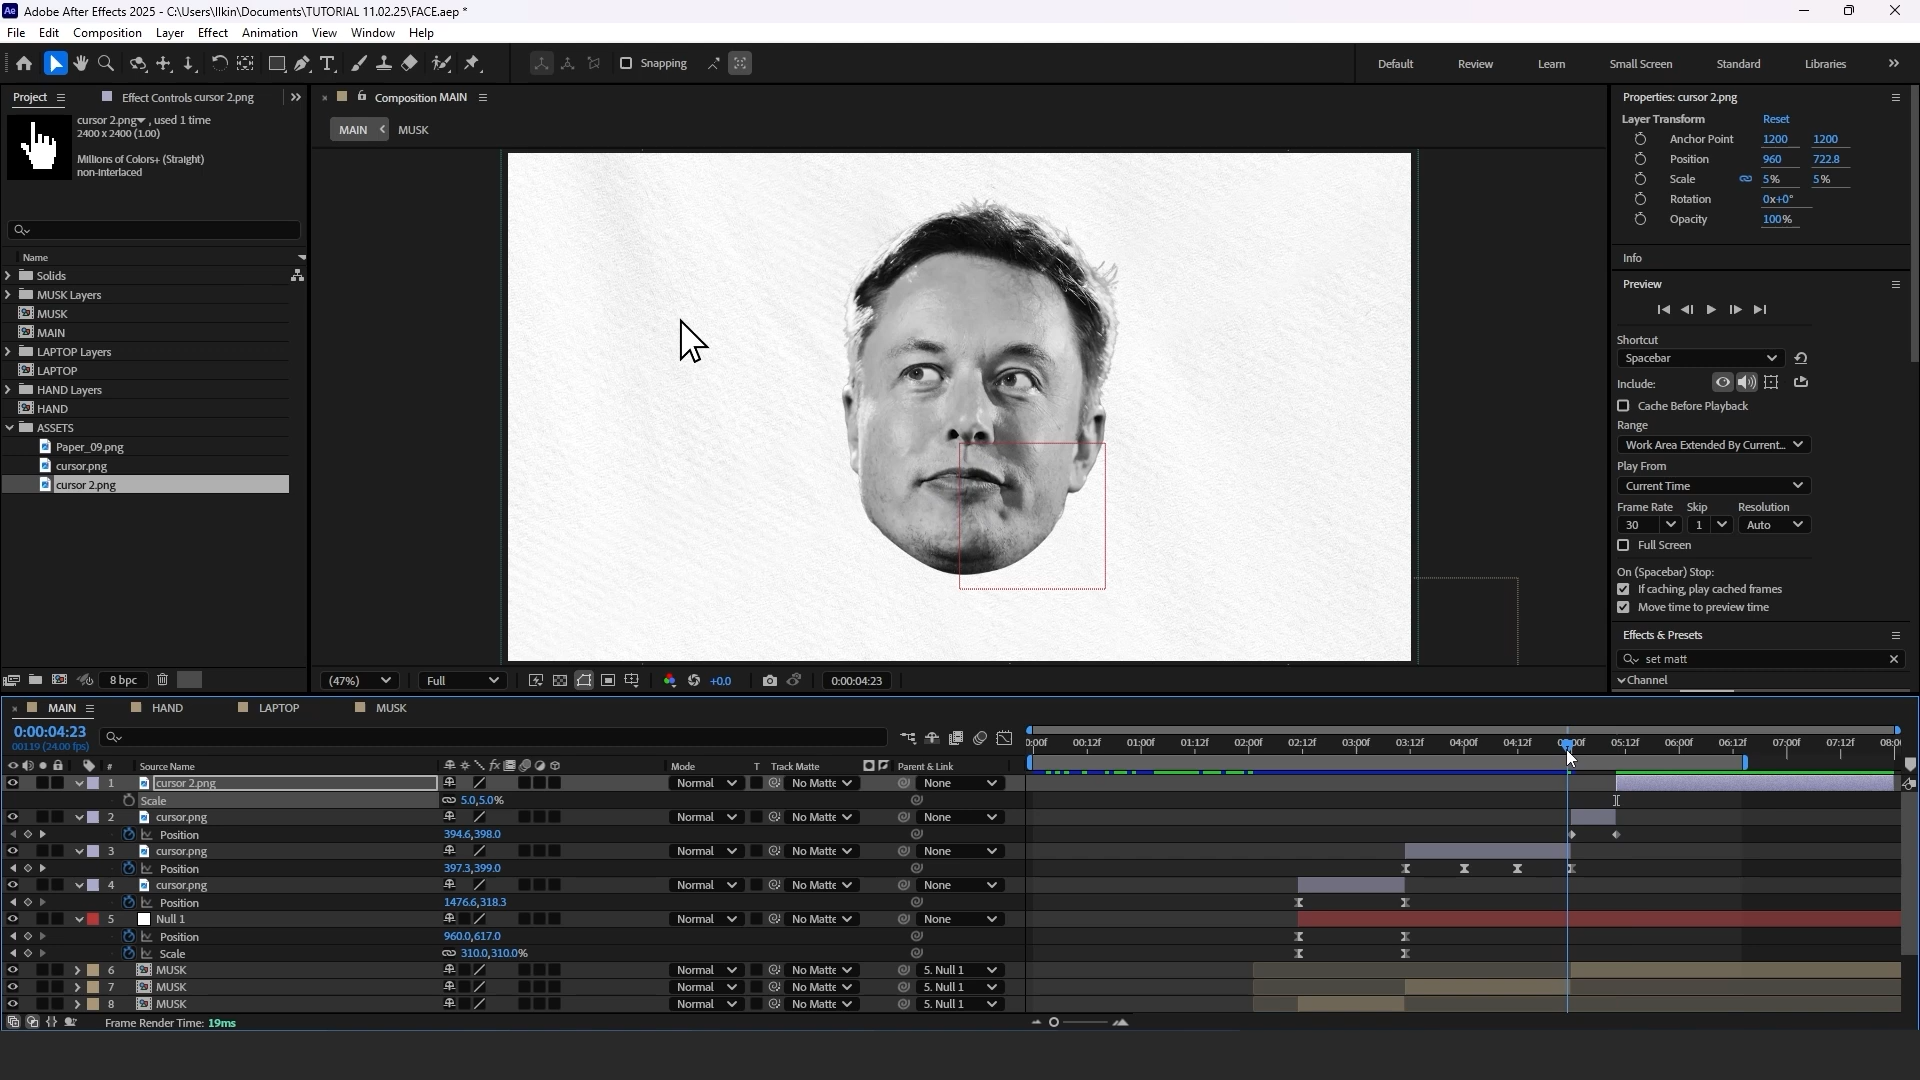 Adobe After Effects 2025 - C:\Users\Ilkin\Documents\TUTORIAL 11.02.25\FACE.aep *
File Edit Composition Layer Effect Animation View Window Help
Snapping
Default Review Learn Small Screen Standard Libraries
Project Effect Controls cursor 2.png
cursor 2.png , used 1 time
2400 x 2400 (1.00)
Millions of Colors+ (Straight)
non-interlaced
Name
Solids
MUSK Layers
MUSK
MAIN
LAPTOP Layers
LAPTOP
HAND Layers
HAND
ASSETS
Paper_09.png
cursor.png
cursor 2.png
8 bpc
Composition MAIN
MAIN MUSK
(47%) Full +0.0 0:00:04:23
Properties: cursor 2.png
Layer Transform Reset
Anchor Point 1200 1200
Position 960 722.8
Scale 5% 5%
Rotation 0x+0°
Opacity 100%
Info
Preview
Shortcut
Spacebar
Include:
Cache Before Playback
Range
Work Area Extended By Current...
Play From
Current Time
Frame Rate Skip Resolution
30 1 Auto
Full Screen
On (Spacebar) Stop:
If caching, play cached frames
Move time to preview time
Effects & Presets
set matt
Channel
MAIN HAND LAPTOP MUSK
0:00:04:23
00119 (24.00 fps)
00:12f 01:00f 01:12f 02:00f 02:12f 03:00f 03:12f 04:00f 04:12f 05:12f 06:00f 06:12f 07:00f 07:12f
# Source Name Mode T Track Matte Parent & Link
1 cursor 2.png Normal No Matte None
Scale 5.0,5.0%
2 cursor.png Normal No Matte None
Position 394.6,398.0
3 cursor.png Normal No Matte None
Position 397.3,399.0
4 cursor.png Normal No Matte None
Position 1476.6,318.3
5 Null 1 Normal No Matte None
Position 960.0,617.0
Scale 310.0,310.0%
6 MUSK Normal No Matte 5. Null 1
7 MUSK Normal No Matte 5. Null 1
8 MUSK Normal No Matte 5. Null 1
Frame Render Time: 19ms